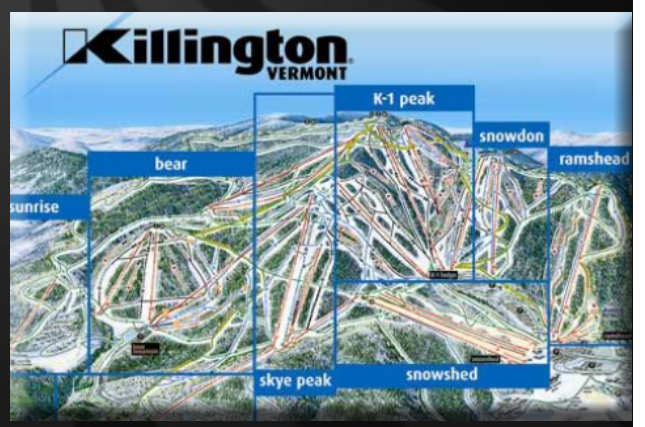 Killington
VERMONT
K-1 peak
snowdon
bear
ramshead
sunrise
skye peak
snowshed